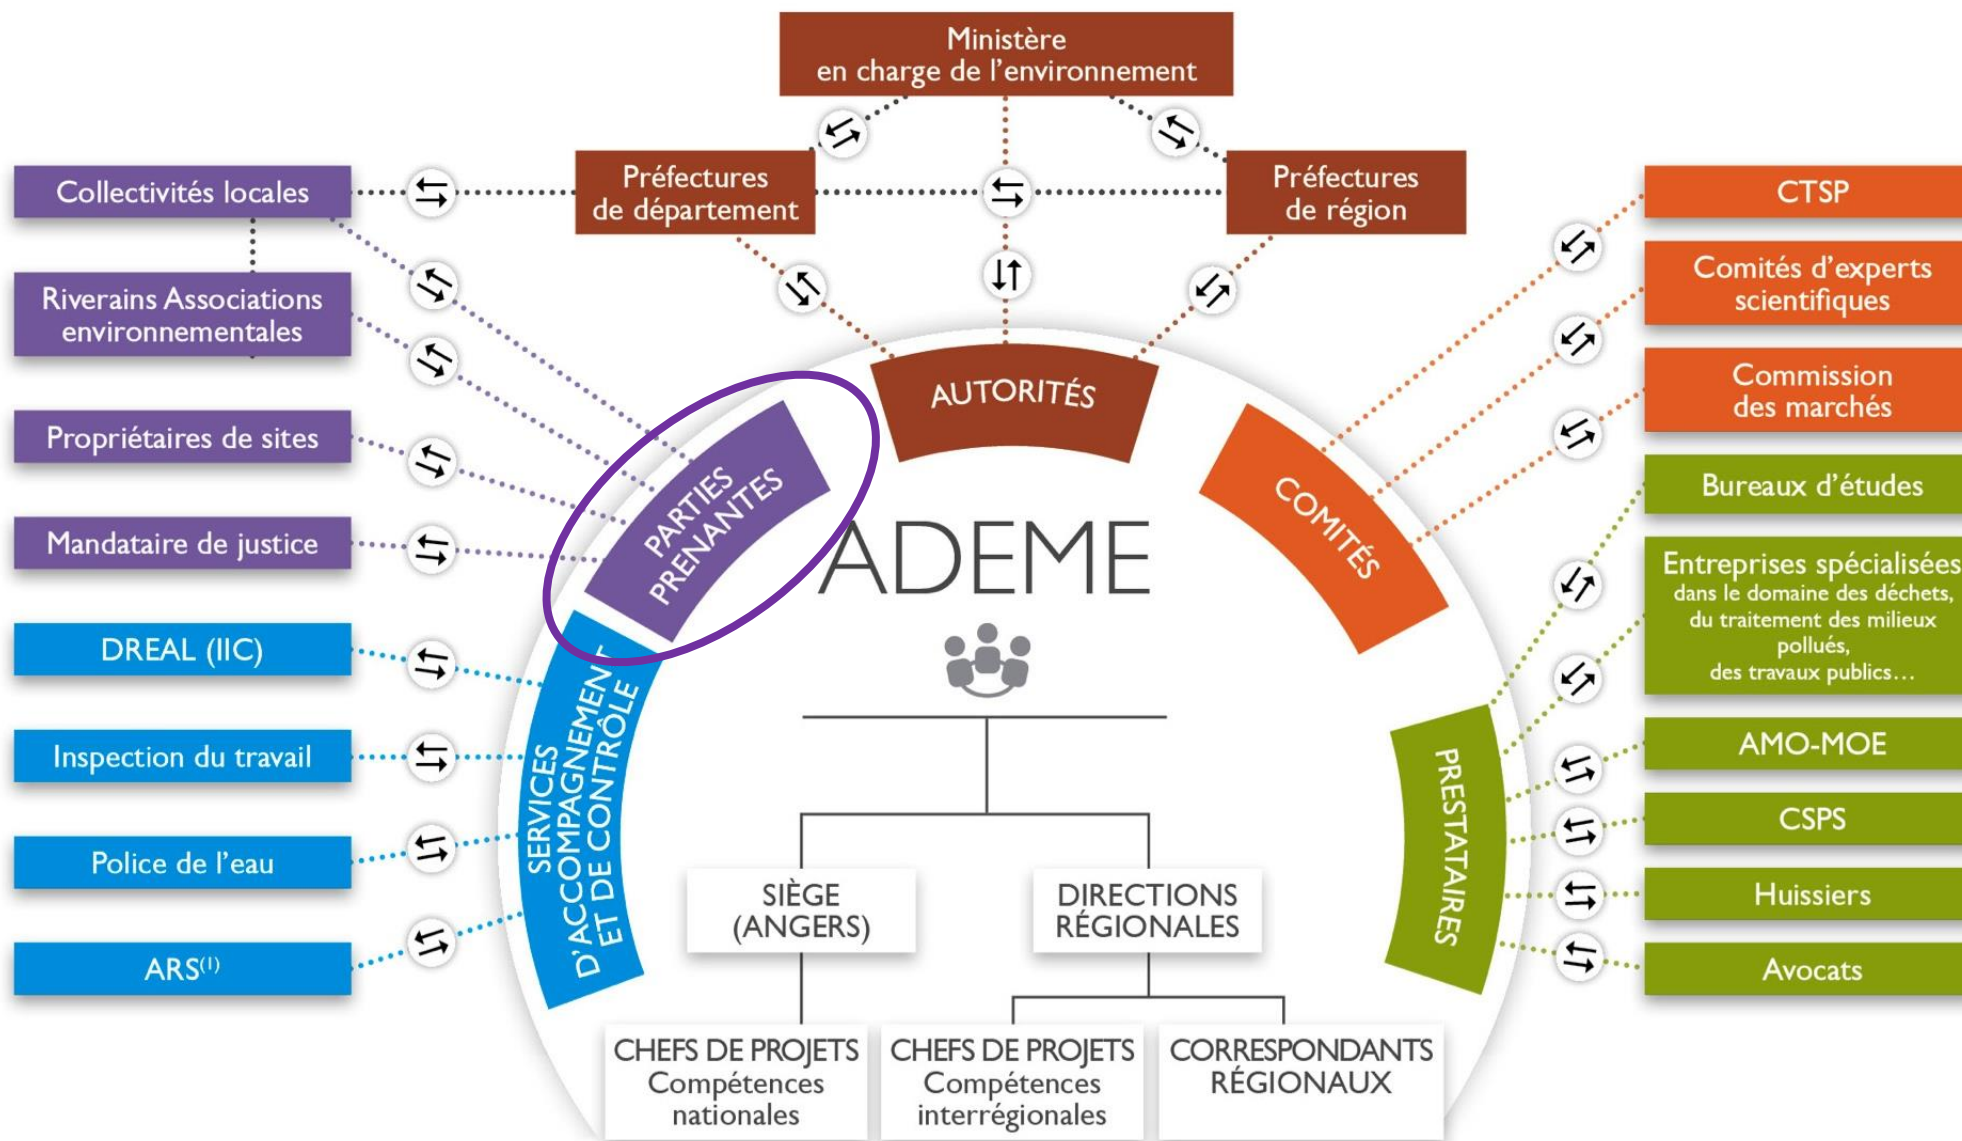 Ministère
en charge de l'environnement
Préfectures
de département
Préfectures
de région
Collectivités locales
Riverains Associations
environnementales
Propriétaires de sites
Mandataire de justice
DREAL (IIC)
Inspection du travail
Police de l'eau
ARS(1)
AUTORITÉS
PARTIES
PRENANTES
SERVICES
D'ACCOMPAGNEMENT
ET DE CONTRÔLE
COMITÉS
PRESTATAIRES
ADEME
SIÈGE
(ANGERS)
DIRECTIONS
RÉGIONALES
CHEFS DE PROJETS
Compétences
nationales
CHEFS DE PROJETS
Compétences
interrégionales
CORRESPONDANTS
RÉGIONAUX
CTSP
Comités d'experts
scientifiques
Commission
des marchés
Bureaux d'études
Entreprises spécialisées
dans le domaine des déchets,
du traitement des milieux
pollués,
des travaux publics…
AMO-MOE
CSPS
Huissiers
Avocats